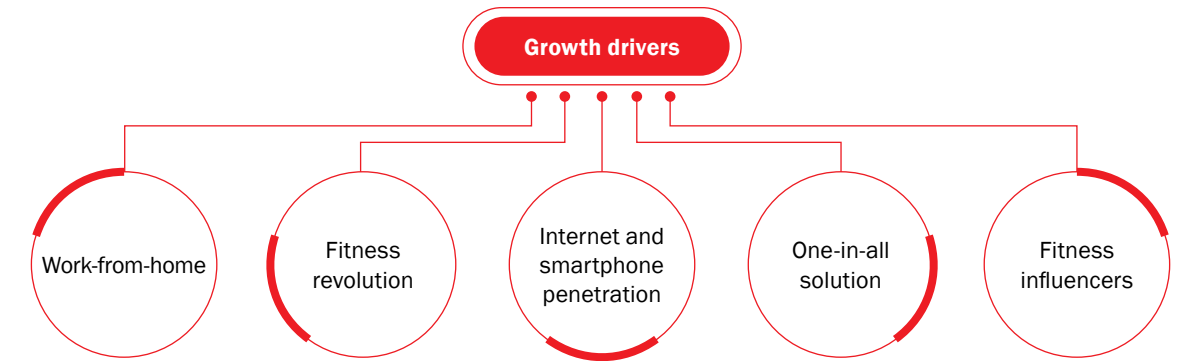 Growth drivers
Work-from-home
Fitness
revolution
Internet and
smartphone
penetration
One-in-all
solution
Fitness
influencers